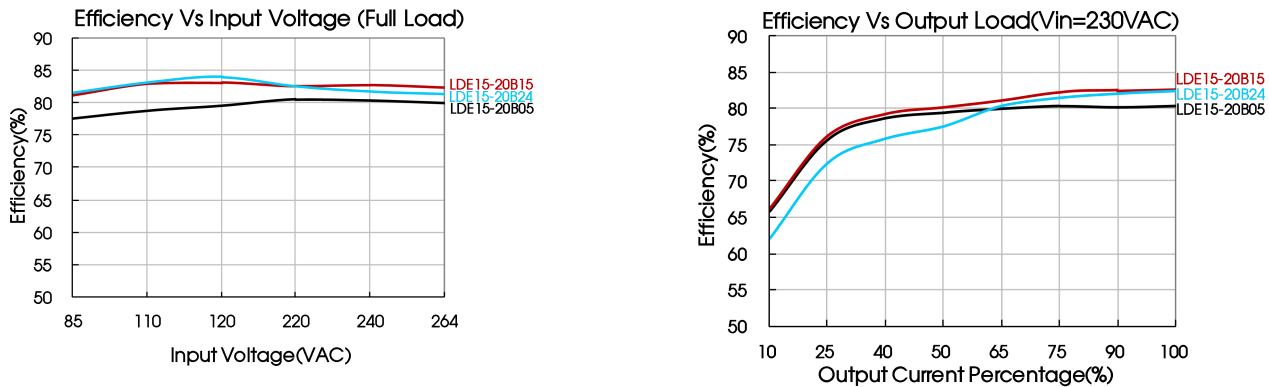 Efficiency Vs Input Voltage (Full Load)
90
85
80
75
70
65
60
55
50
Efficiency(%)
85 110 120 220 240 264
Input Voltage(VAC)
LDE15-20B15
LDE15-20B24
LDE15-20B05
Efficiency Vs Output Load(Vin=230VAC)
90
85
80
75
70
65
60
55
50
Efficiency(%)
10 25 40 50 65 75 90 100
Output Current Percentage(%)
LDE15-20B15
LDE15-20B24
LDE15-20B05